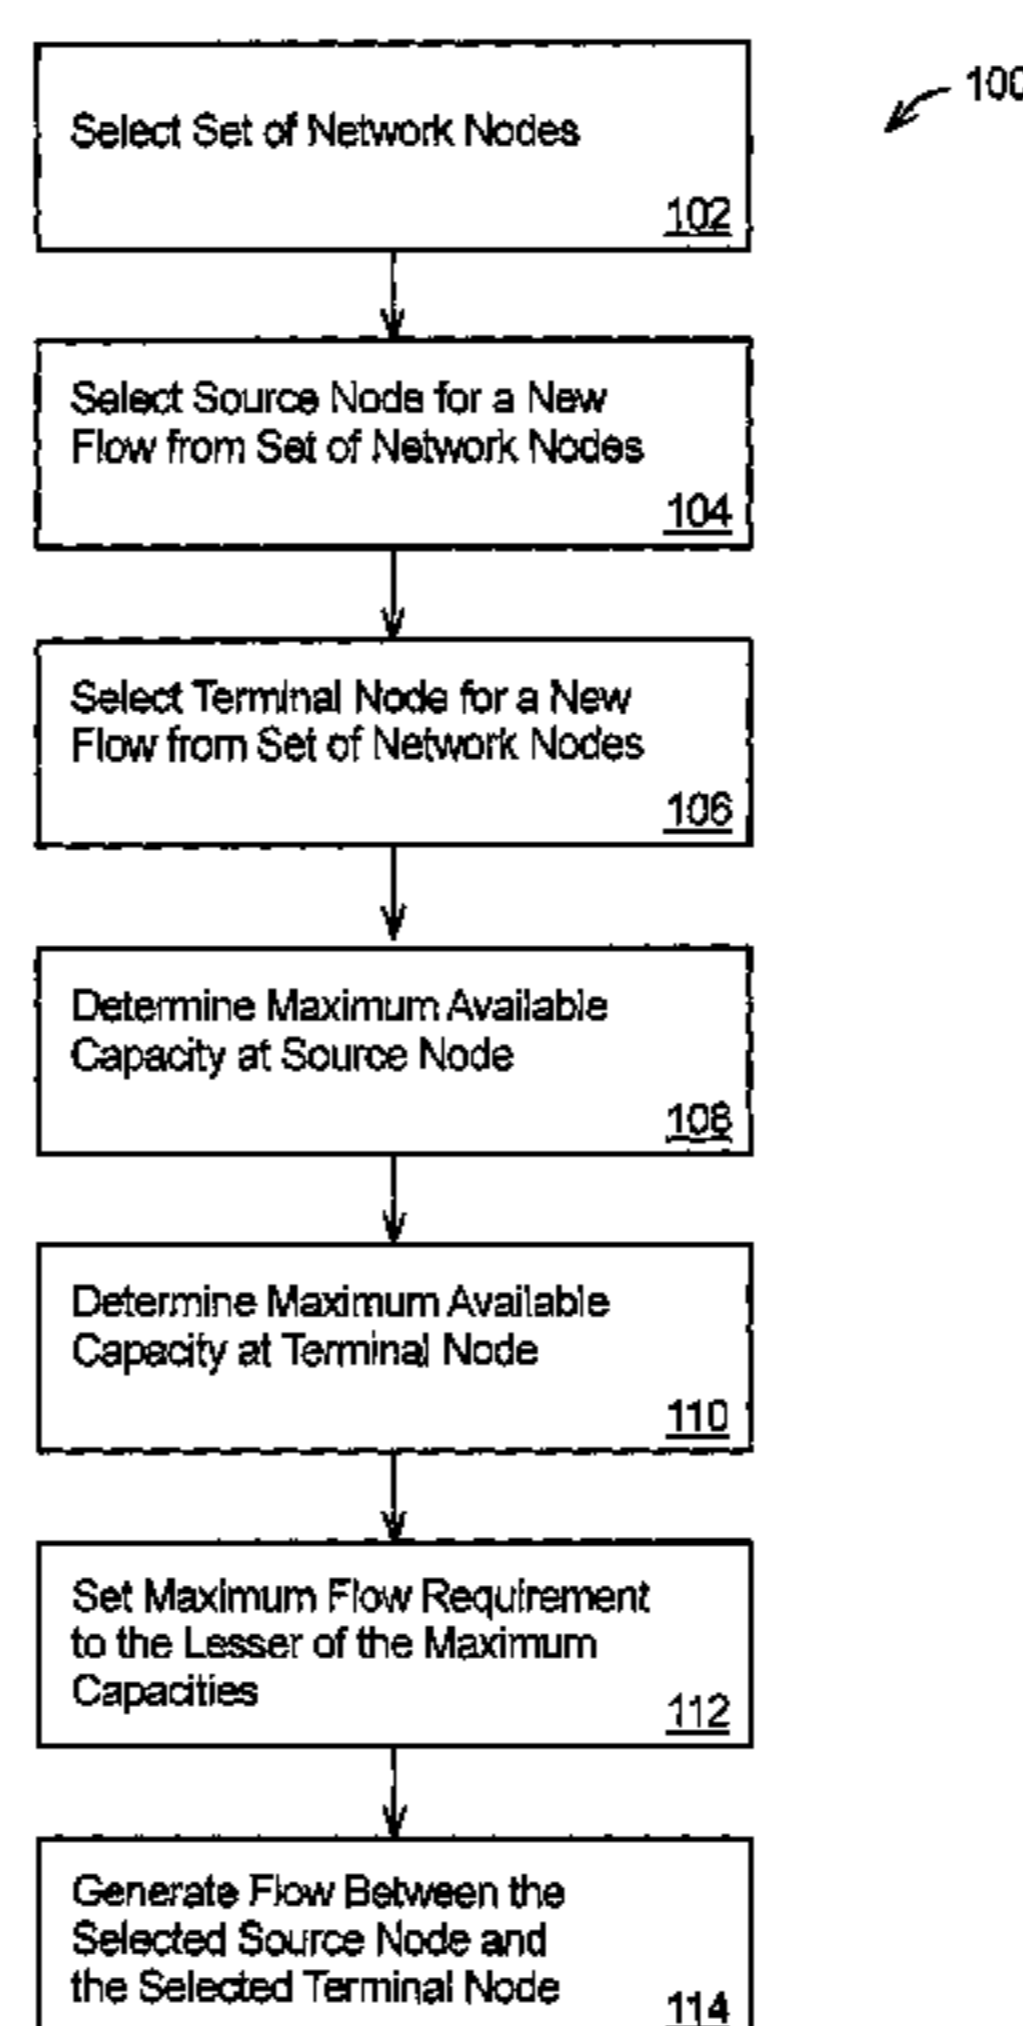 100
Select Set of Network Nodes
102
Select Source Node for a New
Flow from Set of Network Nodes
104
Select Terminal Node for a New
Flow from Set of Network Nodes
106
Determine Maximum Available
Capacity at Source Node
108
Determine Maximum Available
Capacity at Terminal Node
110
Set Maximum Flow Requirement
to the Lesser of the Maximum
Capacities
112
Generate Flow Between the
Selected Source Node and
the Selected Terminal Node
114